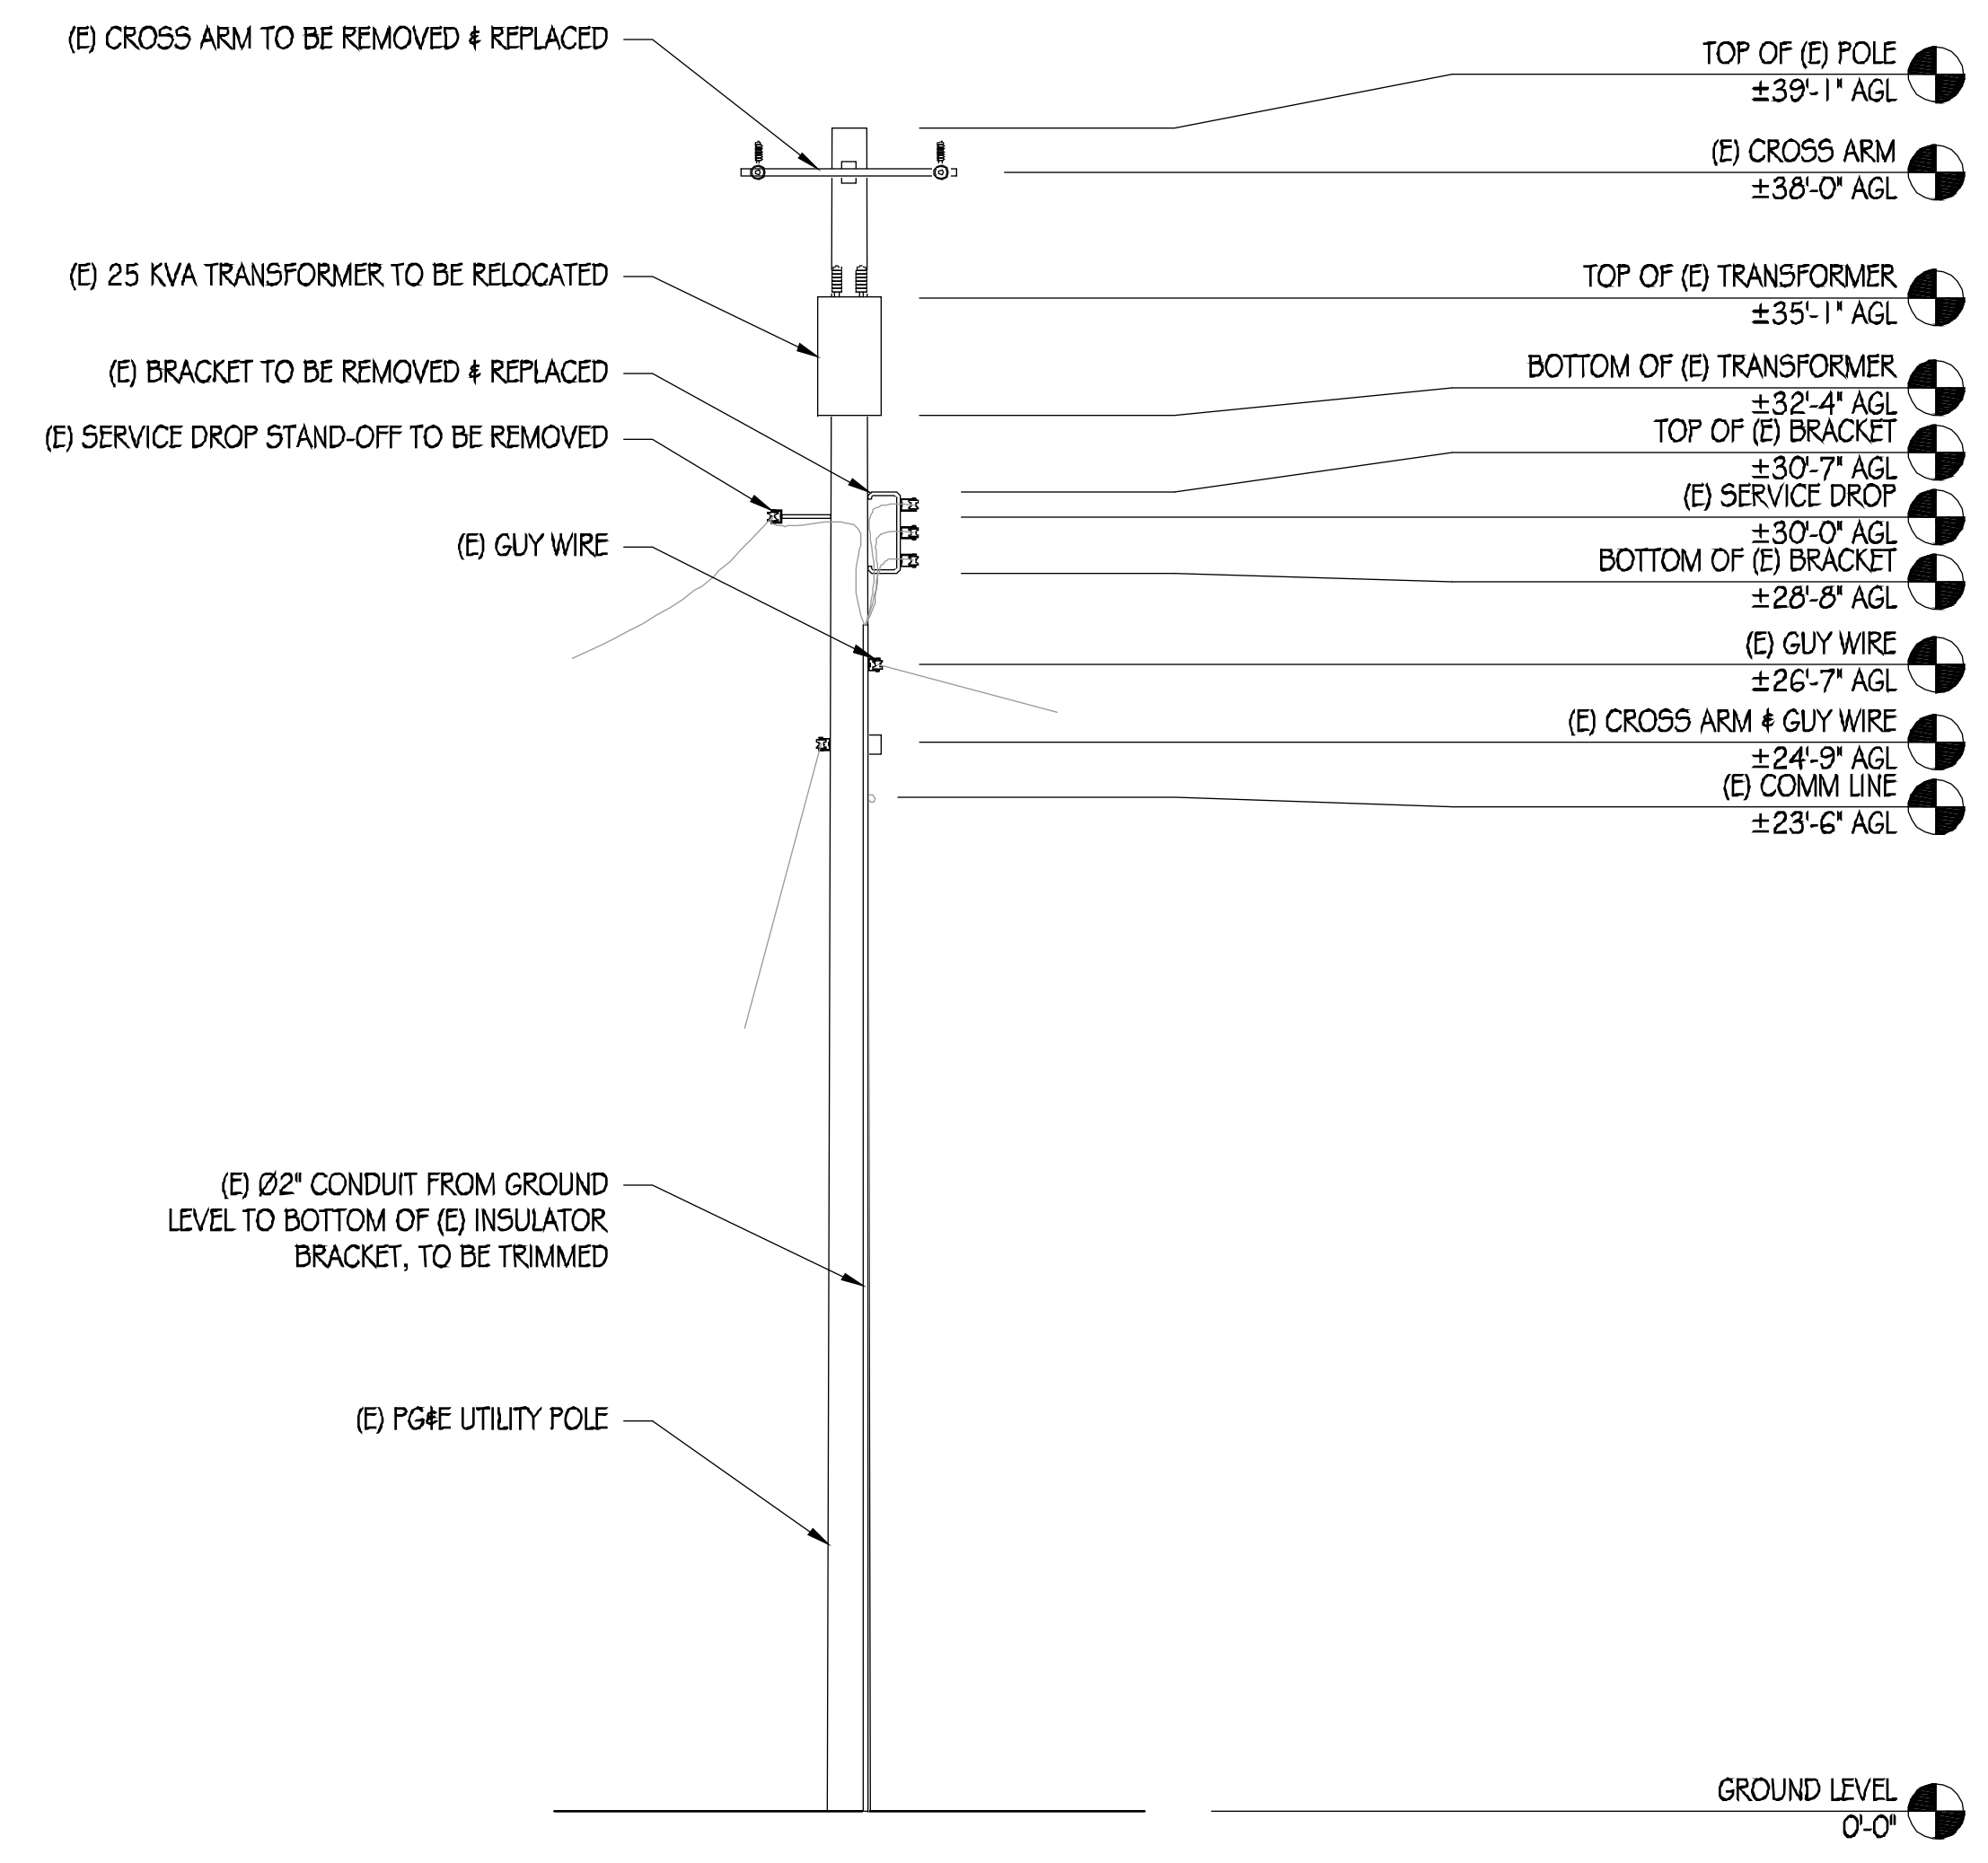 (E) CROSS ARM TO BE REMOVED & REPLACED
(E) 25 KVA TRANSFORMER TO BE RELOCATED
(E) BRACKET TO BE REMOVED & REPLACED
(E) SERVICE DROP STAND-OFF TO BE REMOVED
(E) GUY WIRE
(E) Ø2" CONDUIT FROM GROUND
LEVEL TO BOTTOM OF (E) INSULATOR
BRACKET, TO BE TRIMMED
(E) PG&E UTILITY POLE
TOP OF (E) POLE
±39'-1" AGL
(E) CROSS ARM
±38'-0" AGL
TOP OF (E) TRANSFORMER
±35'-1" AGL
BOTTOM OF (E) TRANSFORMER
±32'-4" AGL
TOP OF (E) BRACKET
±30'-7" AGL
(E) SERVICE DROP
±30'-0" AGL
BOTTOM OF (E) BRACKET
±28'-8" AGL
(E) GUY WIRE
±26'-7" AGL
(E) CROSS ARM & GUY WIRE
±24'-9" AGL
(E) COMM LINE
±23'-6" AGL
GROUND LEVEL
0'-0"